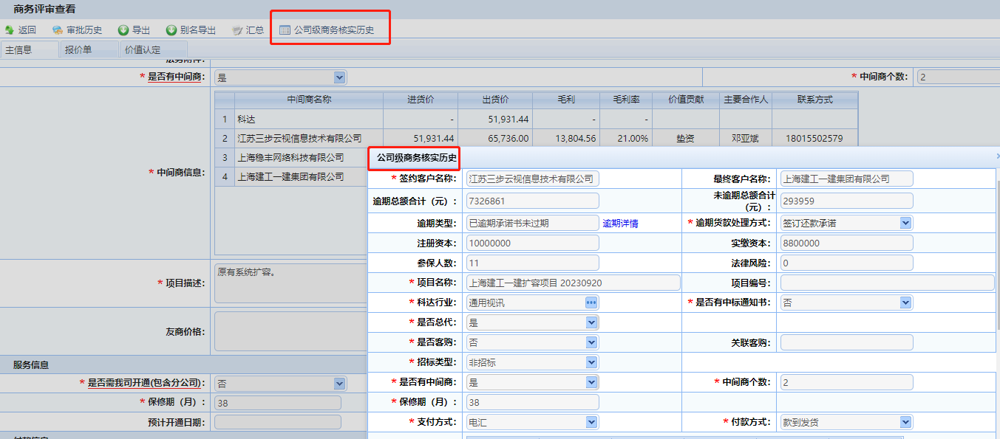 商务评审查看
返回 审批历史 导出 别名导出 汇总 公司级商务核实历史
主信息 报价单 价值认定
* 是否有中间商: 是 * 中间商个数: 2
中间商名称 进货价 出货价 毛利 毛利率 价值贡献 主要合作人 联系方式
1 科达 - 51,931.44 - -
2 江苏三步云视信息技术有限公司 51,931.44 65,736.00 13,804.56 21.00% 垫资 邓亚斌 18015502579
3 上海稳丰网络科技有限公司
4 上海建工一建集团有限公司
* 中间商信息:
* 项目描述: 原有系统扩容。
友商价格:
服务信息
* 是否需我司开通(包含分公司): 否
* 保修期（月）: 38
预计开通日期:
公司级商务核实历史
* 签约客户名称: 江苏三步云视信息技术有限公司 最终客户名称: 上海建工一建集团有限公司
逾期总额合计（元）: 7326861 未逾期总额合计（元）: 293959
逾期类型: 已逾期承诺书未过期 逾期详情 * 逾期货款处理方式: 签订还款承诺
注册资本: 10000000 实缴资本: 8800000
参保人数: 11 法律风险: 0
* 项目名称: 上海建工一建扩容项目 20230920 项目编号:
* 科达行业: 通用视讯 * 是否有中标通知书: 否
* 是否总代: 是
* 是否客购: 否 关联客购:
* 招标类型: 非招标
* 是否有中间商: 是 * 中间商个数: 2
* 保修期（月）: 38
* 支付方式: 电汇 * 付款方式: 款到发货